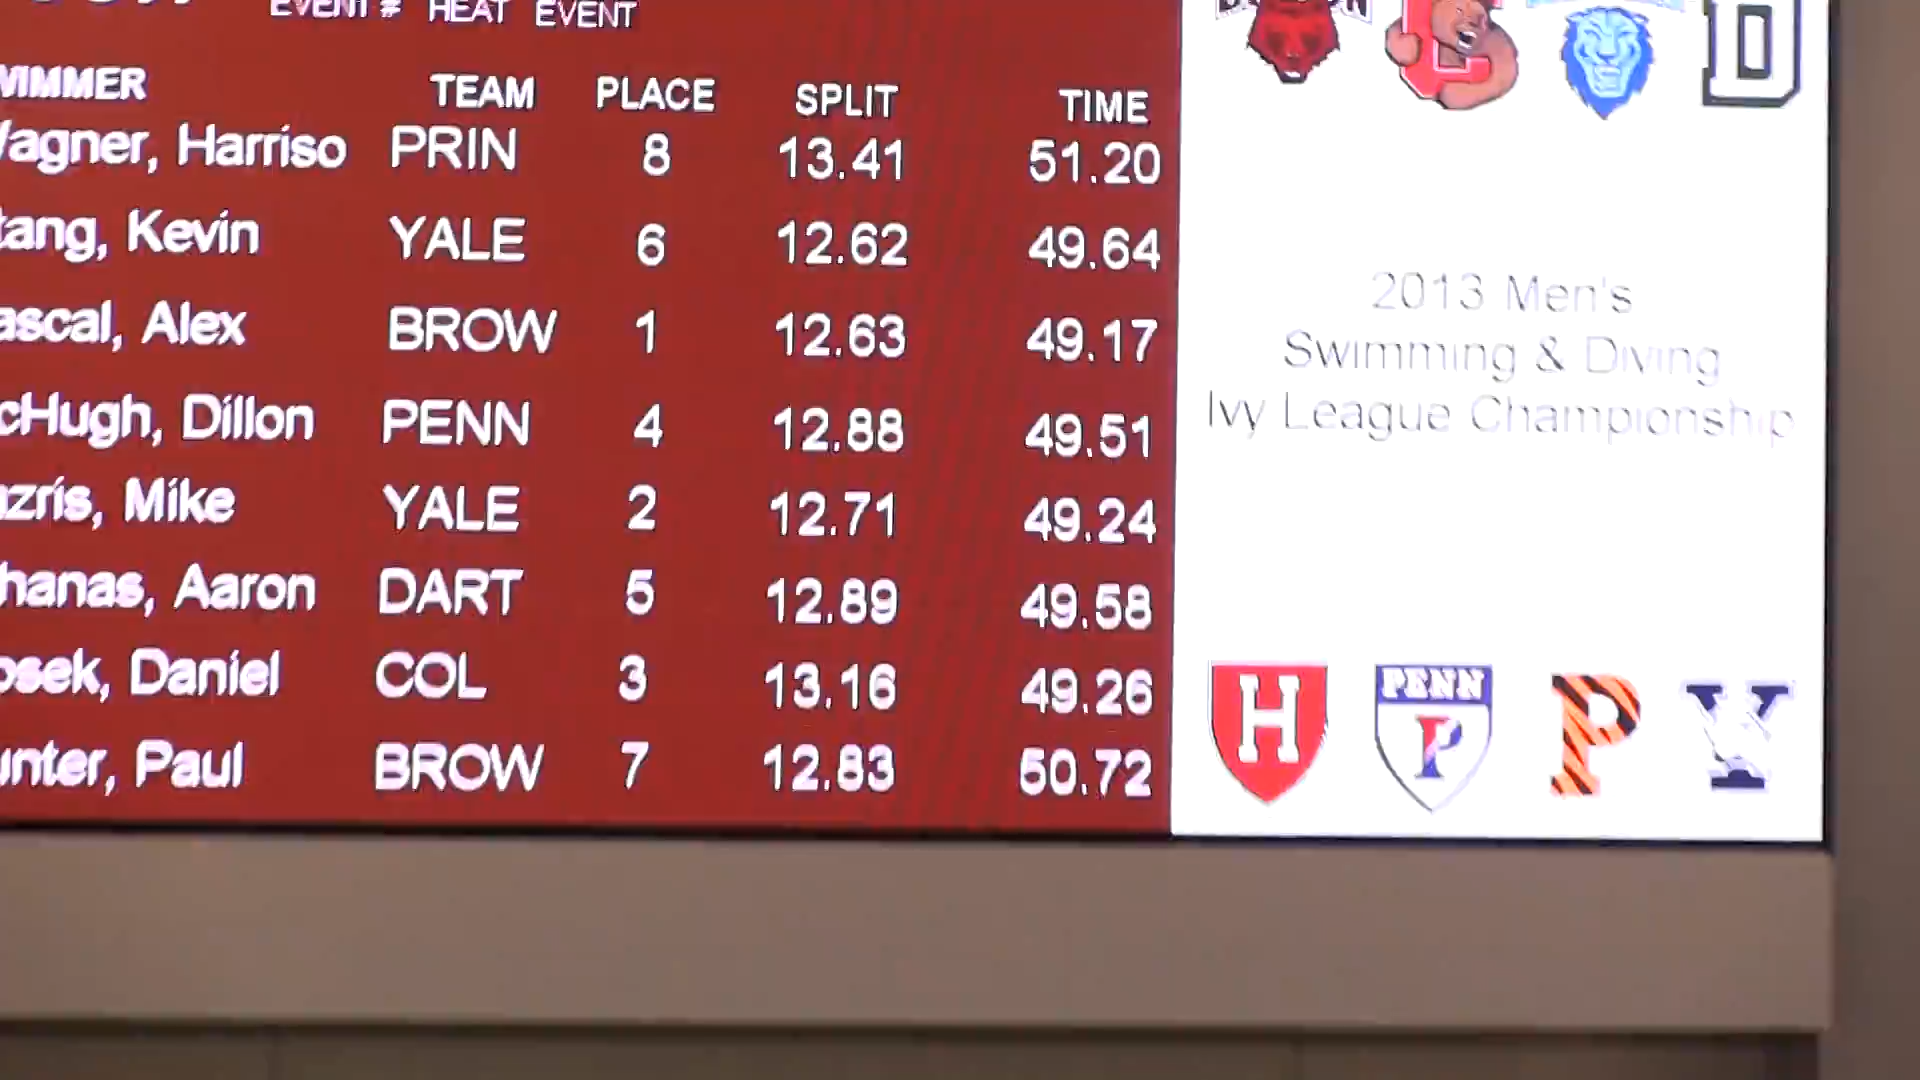 EVENT # HEAT EVENT
WIMMER TEAM PLACE SPLIT TIME
Wagner, Harriso PRIN 8 13.41 51.20
tang, Kevin YALE 6 12.62 49.64
ascal, Alex BROW 1 12.63 49.17
cHugh, Dillon PENN 4 12.88 49.51
zris, Mike YALE 2 12.71 49.24
hanas, Aaron DART 5 12.89 49.58
osek, Daniel COL 3 13.16 49.26
unter, Paul BROW 7 12.83 50.72
D
2013 Men's
Swimming & Diving
Ivy League Championship
H PENN P P Y